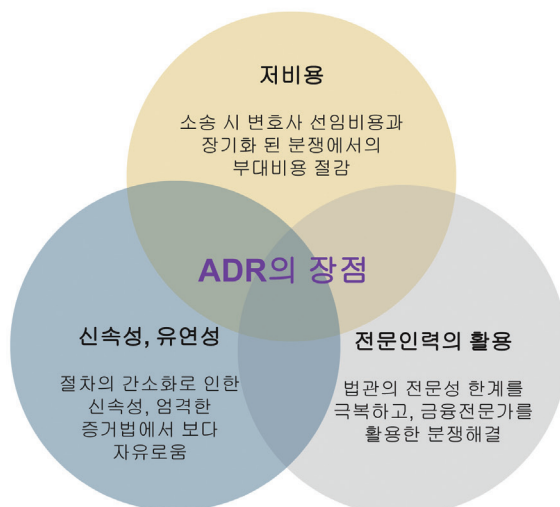 저비용
소송 시 변호사 선임비용과
장기화 된 분쟁에서의
부대비용 절감
ADR의 장점
신속성, 유연성
절차의 간소화로 인한
신속성, 엄격한
증거법에서 보다
자유로움
전문인력의 활용
법관의 전문성 한계를
극복하고, 금융전문가를
활용한 분쟁해결